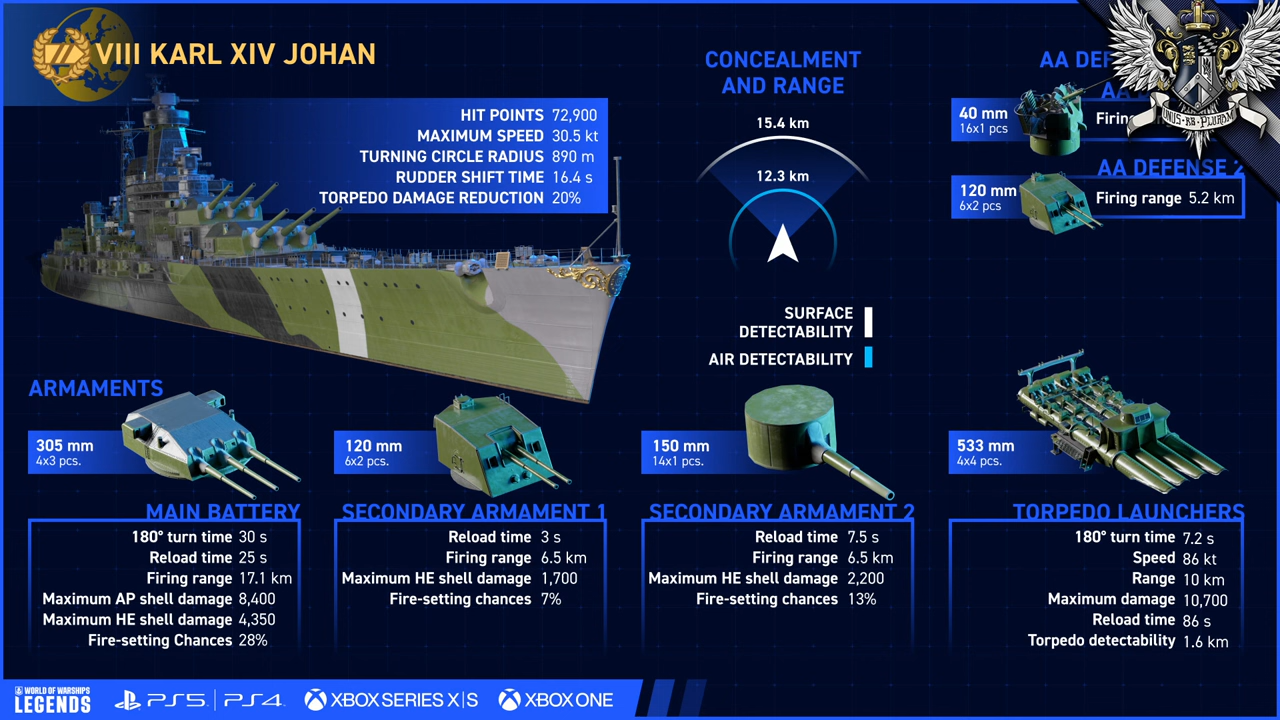 VIII KARL XIV JOHAN
HIT POINTS 72,900
MAXIMUM SPEED 30.5 kt
TURNING CIRCLE RADIUS 890 m
RUDDER SHIFT TIME 16.4 s
TORPEDO DAMAGE REDUCTION 20%
CONCEALMENT
AND RANGE
15.4 km
12.3 km
SURFACE
DETECTABILITY
AIR DETECTABILITY
AA DEF
AA
40 mm
16x1 pcs
Firin
UNUS·RE·PLURAM
AA DEFENSE 2
120 mm
6x2 pcs
Firing range 5.2 km
ARMAMENTS
305 mm
4x3 pcs.
MAIN BATTERY
180° turn time 30 s
Reload time 25 s
Firing range 17.1 km
Maximum AP shell damage 8,400
Maximum HE shell damage 4,350
Fire-setting Chances 28%
120 mm
6x2 pcs.
SECONDARY ARMAMENT 1
Reload time 3 s
Firing range 6.5 km
Maximum HE shell damage 1,700
Fire-setting chances 7%
150 mm
14x1 pcs.
SECONDARY ARMAMENT 2
Reload time 7.5 s
Firing range 6.5 km
Maximum HE shell damage 2,200
Fire-setting chances 13%
533 mm
4x4 pcs.
TORPEDO LAUNCHERS
180° turn time 7.2 s
Speed 86 kt
Range 10 km
Maximum damage 10,700
Reload time 86 s
Torpedo detectability 1.6 km
WORLD OF WARSHIPS
LEGENDS
PS5 | PS4
XBOX SERIES X|S
XBOX ONE